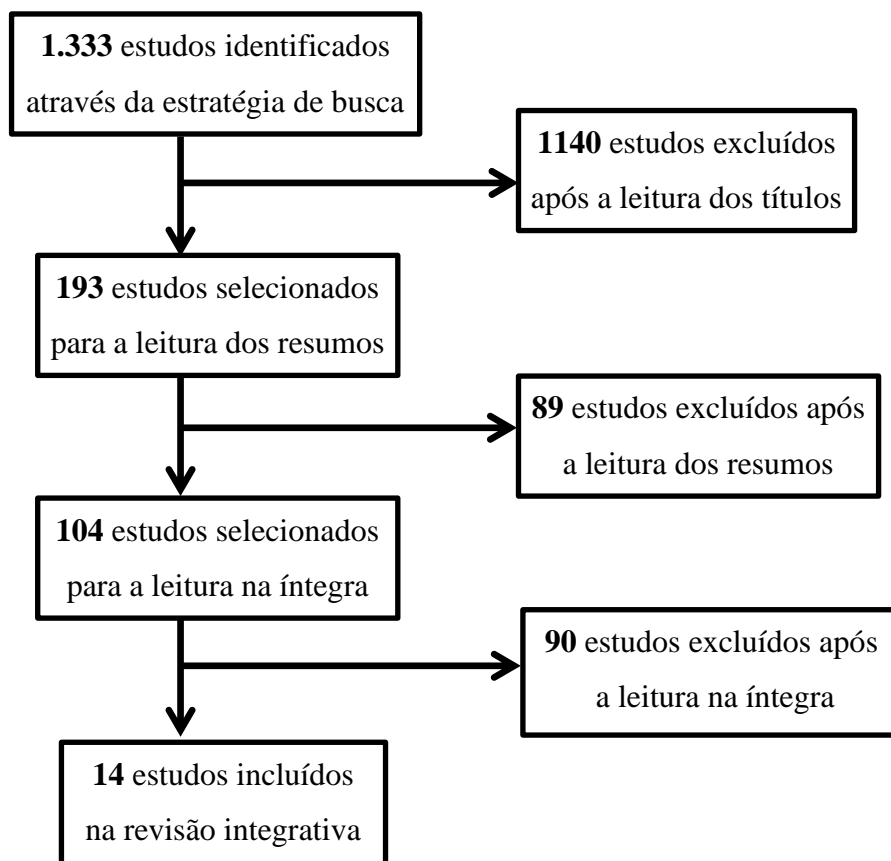 1.333 estudos identificados
através da estratégia de busca
1140 estudos excluídos
após a leitura dos títulos
193 estudos selecionados
para a leitura dos resumos
89 estudos excluídos após
a leitura dos resumos
104 estudos selecionados
para a leitura na íntegra
90 estudos excluídos após
a leitura na íntegra
14 estudos incluídos
na revisão integrativa